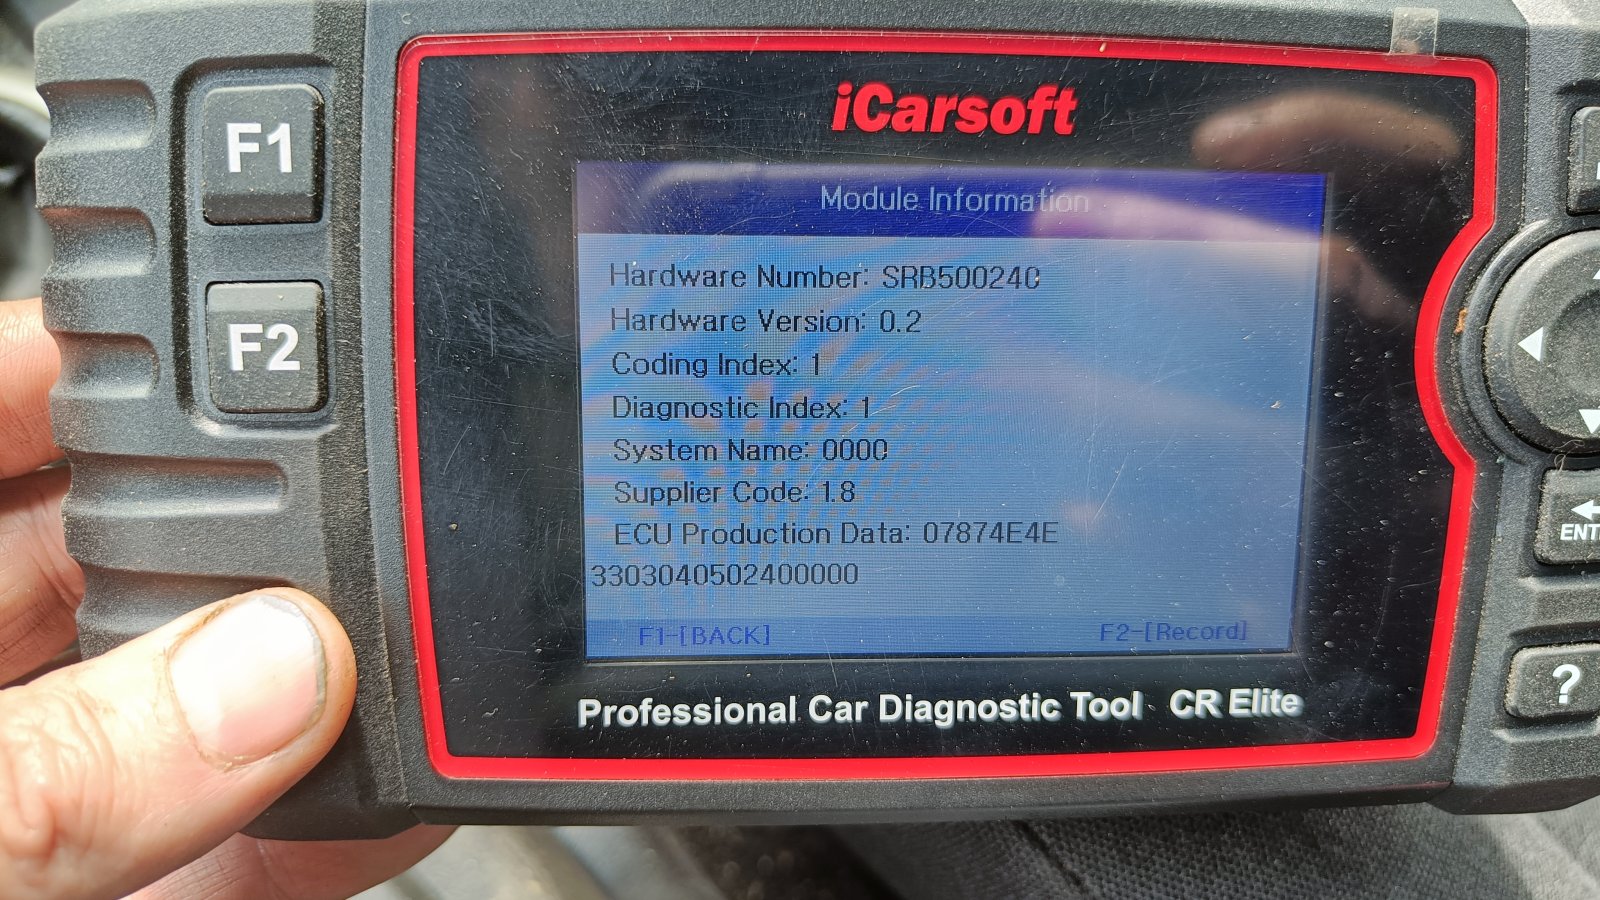 F1
F2
iCarsoft
Module Information
Hardware Number: SRB500240
Hardware Version: 0.2
Coding Index: 1
Diagnostic Index: 1
System Name: 0000
Supplier Code: 1.8
ECU Production Data: 07874E4E
3303040502400000
F1-[BACK]
F2-[Record]
Professional Car Diagnostic Tool CR Elite
?